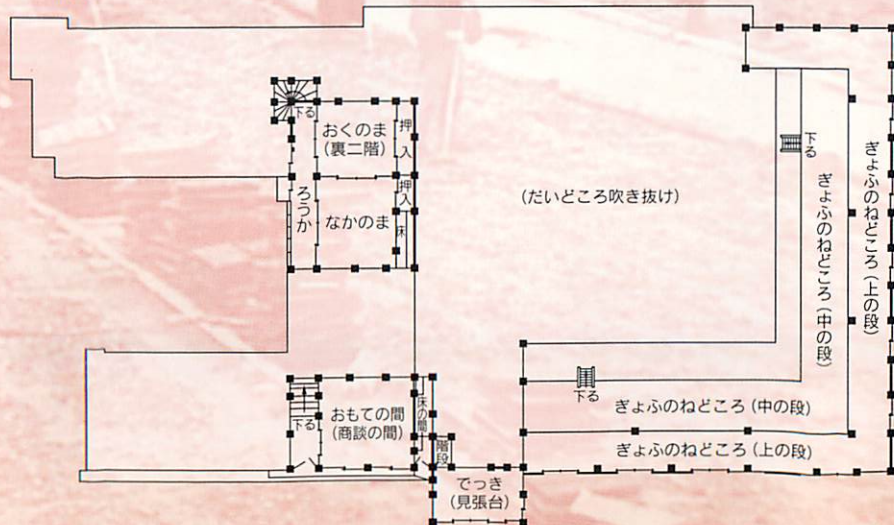 下る
おくのま
(裏二階)
押入
ろうか
なかのま
押入
床
(だいどころ吹き抜け)
下る
ぎょふのねどころ(中の段)
ぎょふのねどころ(上の段)
下る
おもての間
(商談の間)
床の間
階段
でっき
(見張台)
下る
ぎょふのねどころ(中の段)
ぎょふのねどころ(上の段)